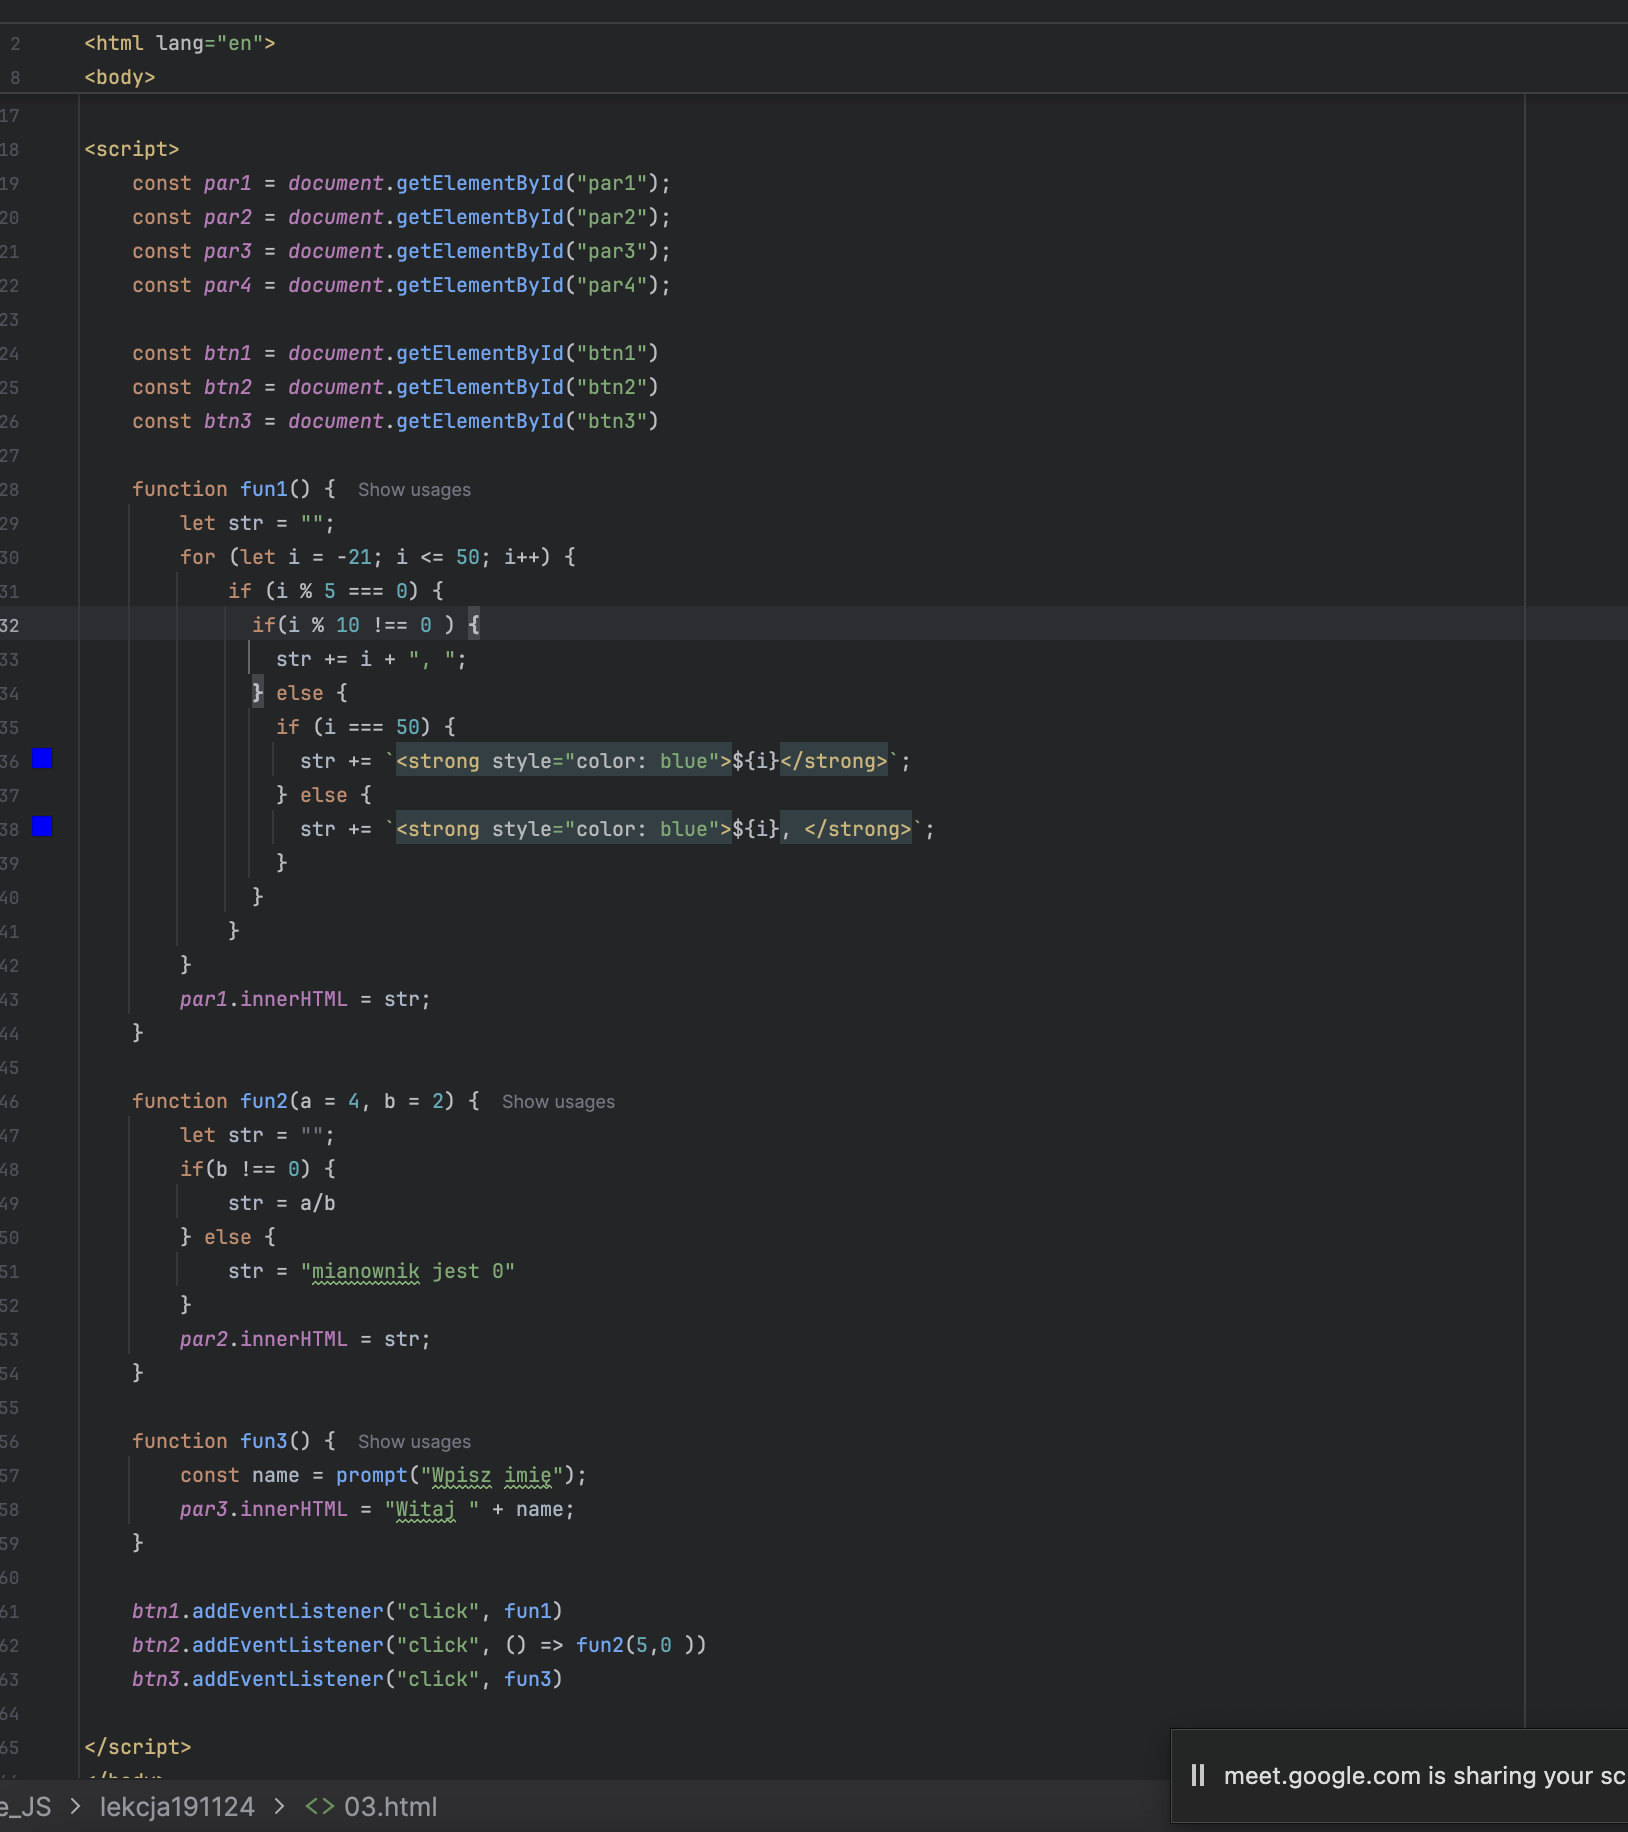 2 <html lang="en">
8 <body>
17
18 <script>
19 const par1 = document.getElementById("par1");
20 const par2 = document.getElementById("par2");
21 const par3 = document.getElementById("par3");
22 const par4 = document.getElementById("par4");
23
24 const btn1 = document.getElementById("btn1")
25 const btn2 = document.getElementById("btn2")
26 const btn3 = document.getElementById("btn3")
27
28 function fun1() { Show usages
29 let str = "";
30 for (let i = -21; i <= 50; i++) {
31 if (i % 5 === 0) {
32 if(i % 10 !== 0 ) {
33 str += i + ", ";
34 } else {
35 if (i === 50) {
36 str += `<strong style="color: blue">${i}</strong>`;
37 } else {
38 str += `<strong style="color: blue">${i}, </strong>`;
39 }
40 }
41 }
42 }
43 par1.innerHTML = str;
44 }
45
46 function fun2(a = 4, b = 2) { Show usages
47 let str = "";
48 if(b !== 0) {
49 str = a/b
50 } else {
51 str = "mianownik jest 0"
52 }
53 par2.innerHTML = str;
54 }
55
56 function fun3() { Show usages
57 const name = prompt("Wpisz imię");
58 par3.innerHTML = "Witaj " + name;
59 }
60
61 btn1.addEventListener("click", fun1)
62 btn2.addEventListener("click", () => fun2(5,0 ))
63 btn3.addEventListener("click", fun3)
64
65 </script>
</body>
e_JS > lekcja191124 > <> 03.html
meet.google.com is sharing your sc